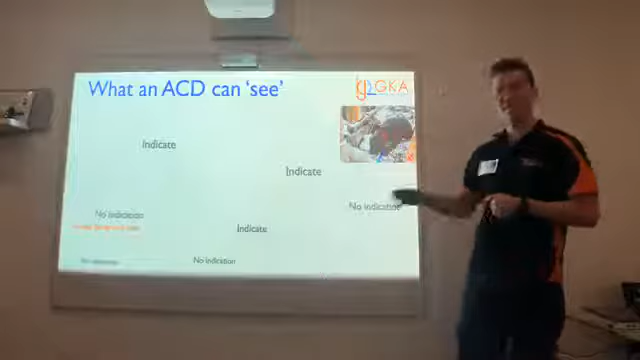 What an ACD can ‘see’
GKA
Indicate
Indicate
No indication
No indication
Indicate
No indication